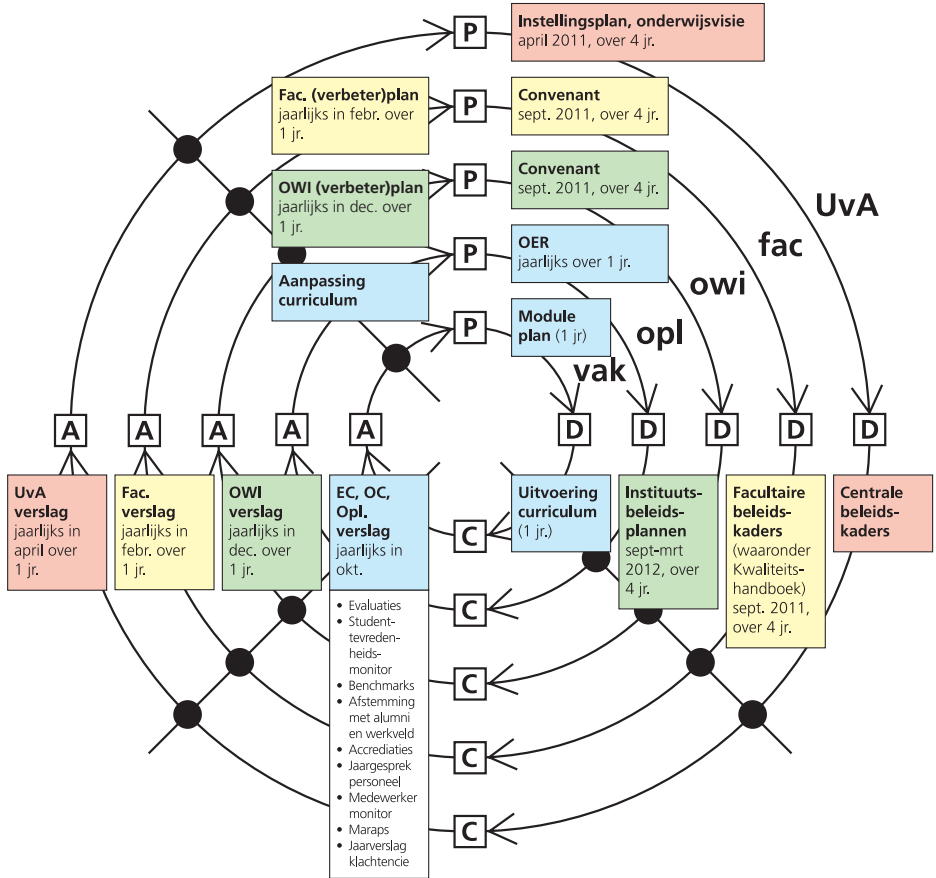 P
Instellingsplan, onderwijsvisie
april 2011, over 4 jr.
Fac. (verbeter)plan
jaarlijks in febr. over
1 jr.
P
Convenant
sept. 2011, over 4 jr.
OWI (verbeter)plan
jaarlijks in dec. over
1 jr.
P
Convenant
sept. 2011, over 4 jr.
UvA
fac
owi
opl
vak
Aanpassing
curriculum
P
OER
jaarlijks over 1 jr.
P
Module
plan (1 jr)
A
A
A
A
A
D
D
D
D
D
UvA
verslag
jaarlijks in
april over
1 jr.
Fac.
verslag
jaarlijks in
febr. over
1 jr.
OWI
verslag
jaarlijks in
dec. over
1 jr.
EC, OC,
Opl.
verslag
jaarlijks in
okt.
• Evaluaties
• Student-
tevreden-
heids-
monitor
• Benchmarks
• Afstemming
met alumni
en werkveld
• Accrediaties
• Jaargesprek
personeel
• Medewerker
monitor
• Maraps
• Jaarverslag
klachtencie
C
C
C
C
C
Uitvoering
curriculum
(1 jr.)
Instituuts-
beleids-
plannen
sept-mrt
2012, over
4 jr.
Facultaire
beleids-
kaders
(waaronder
Kwaliteits-
handboek)
sept. 2011,
over 4 jr.
Centrale
beleids-
kaders